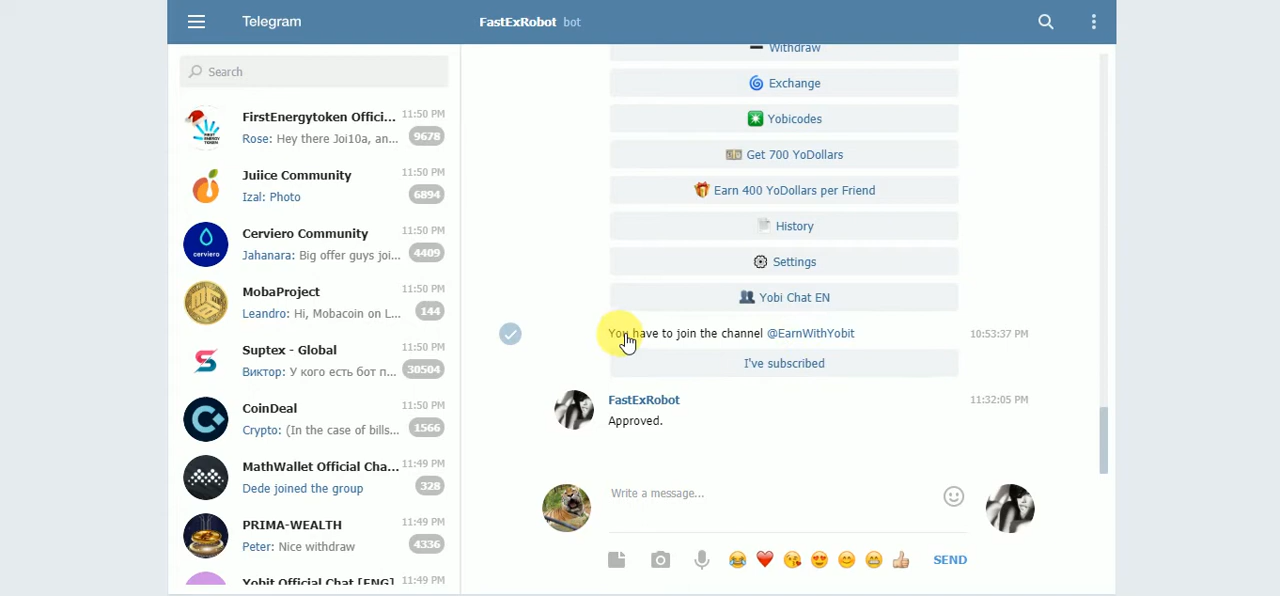 Telegram
FastExRobot bot
Search
FirstEnergytoken Offici... 11:50 PM
Rose: Hey there Joi10a, an... 9678
Juiice Community 11:50 PM
Izal: Photo 6894
Cerviero Community 11:50 PM
Jahanara: Big offer guys joi... 4409
cerviero
MobaProject 11:50 PM
Leandro: Hi, Mobacoin on L... 144
Suptex - Global 11:50 PM
Виктор: У кого есть бот п... 30504
CoinDeal 11:50 PM
Crypto: (In the case of bills... 1566
MathWallet Official Cha... 11:49 PM
Dede joined the group 328
PRIMA-WEALTH 11:49 PM
Peter: Nice withdraw 4336
Yobit Official Chat [ENG] 11:49 PM
Withdraw
Exchange
Yobicodes
Get 700 YoDollars
Earn 400 YoDollars per Friend
History
Settings
Yobi Chat EN
You have to join the channel @EarnWithYobit 10:53:37 PM
I've subscribed
FastExRobot 11:32:05 PM
Approved.
Write a message...
SEND